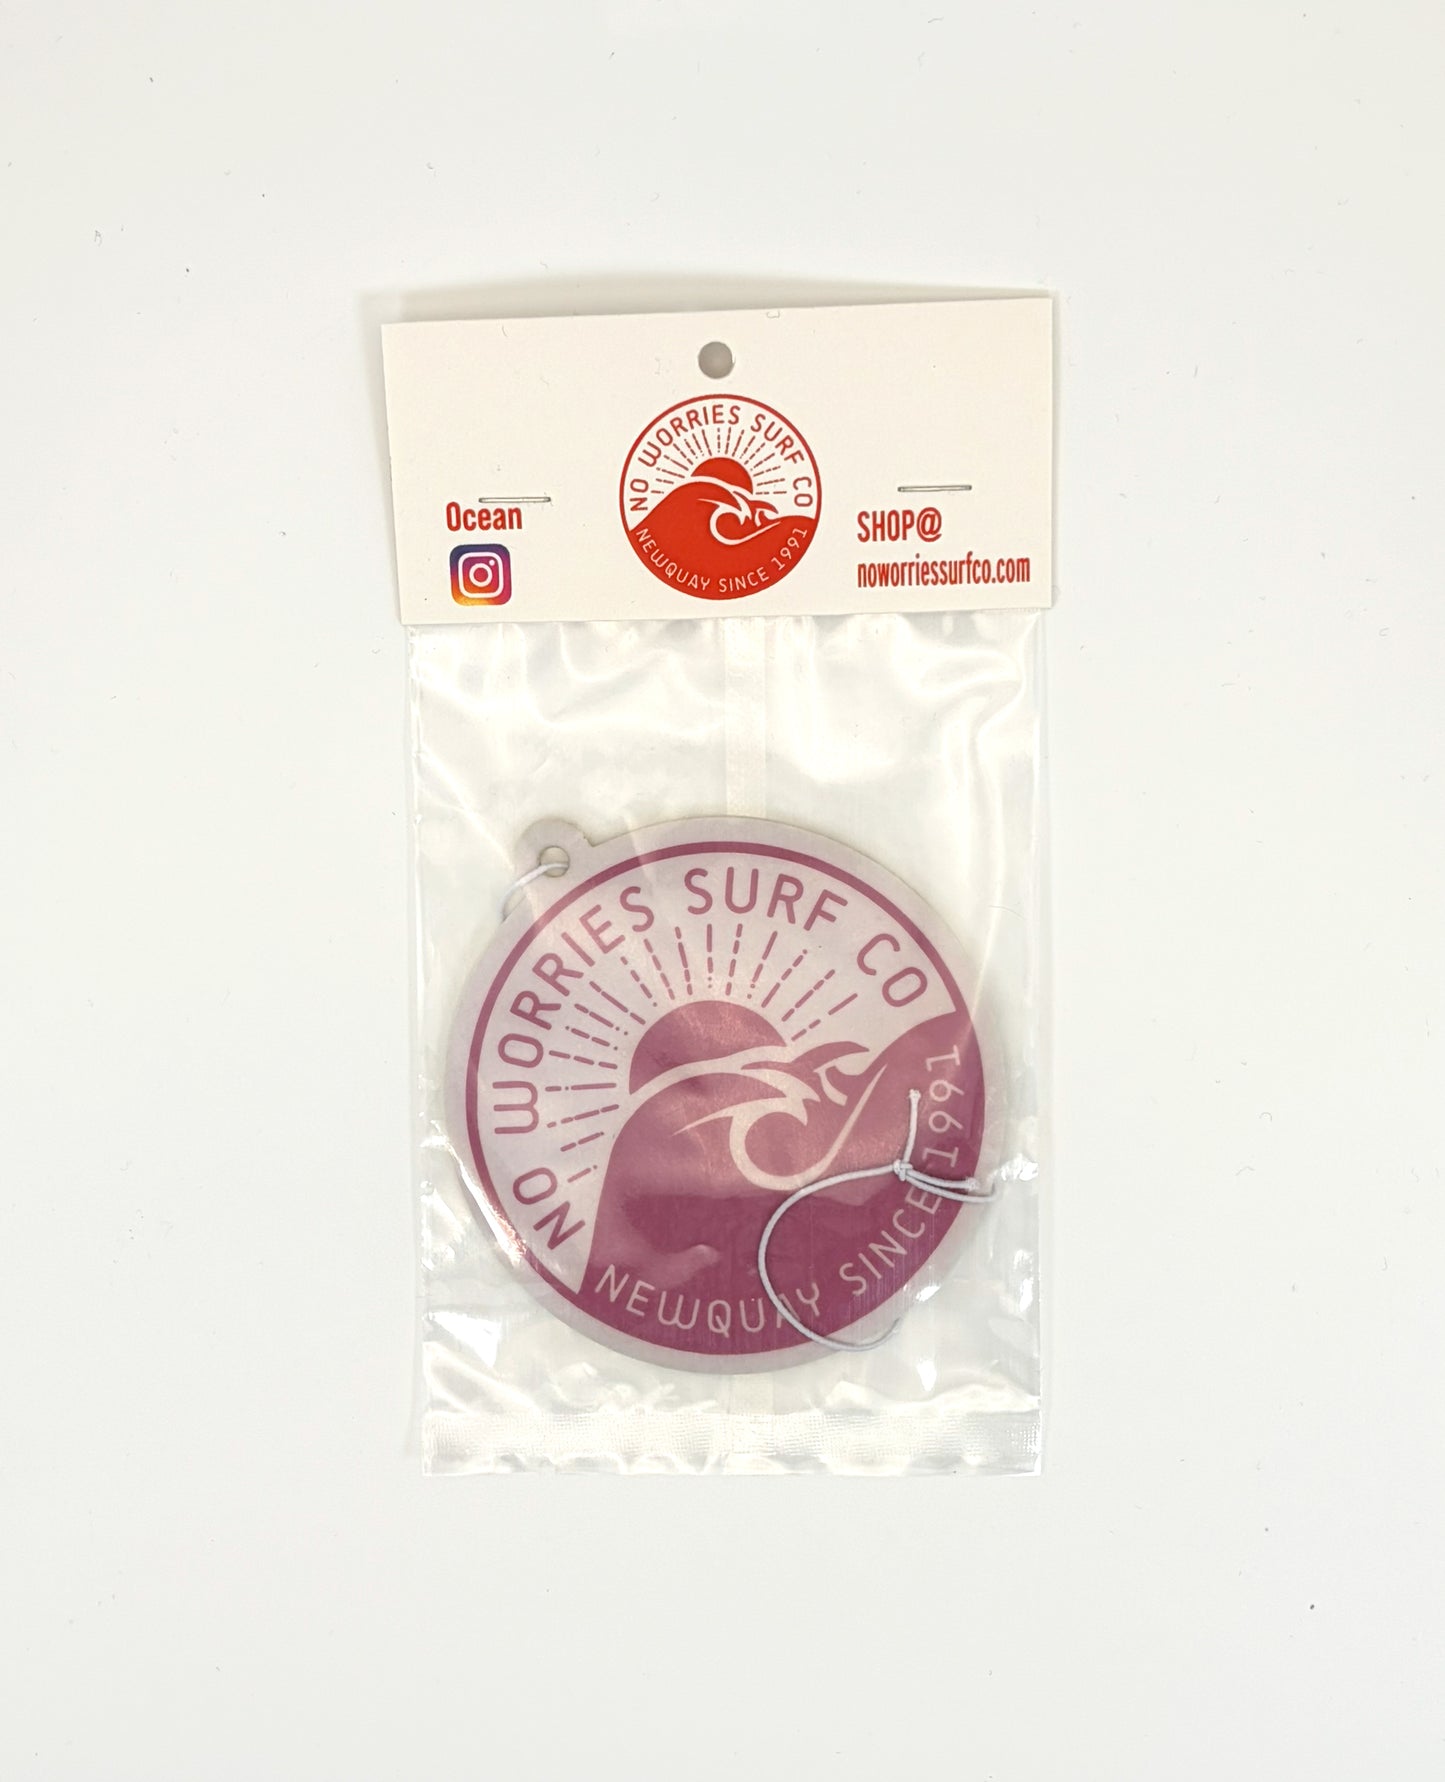 NO WORRIES SURF CO
NEWQUAY SINCE 1991
Ocean
SHOP@
noworriessurfco.com
NO WORRIES SURF CO
NEWQUAY SINCE 1991